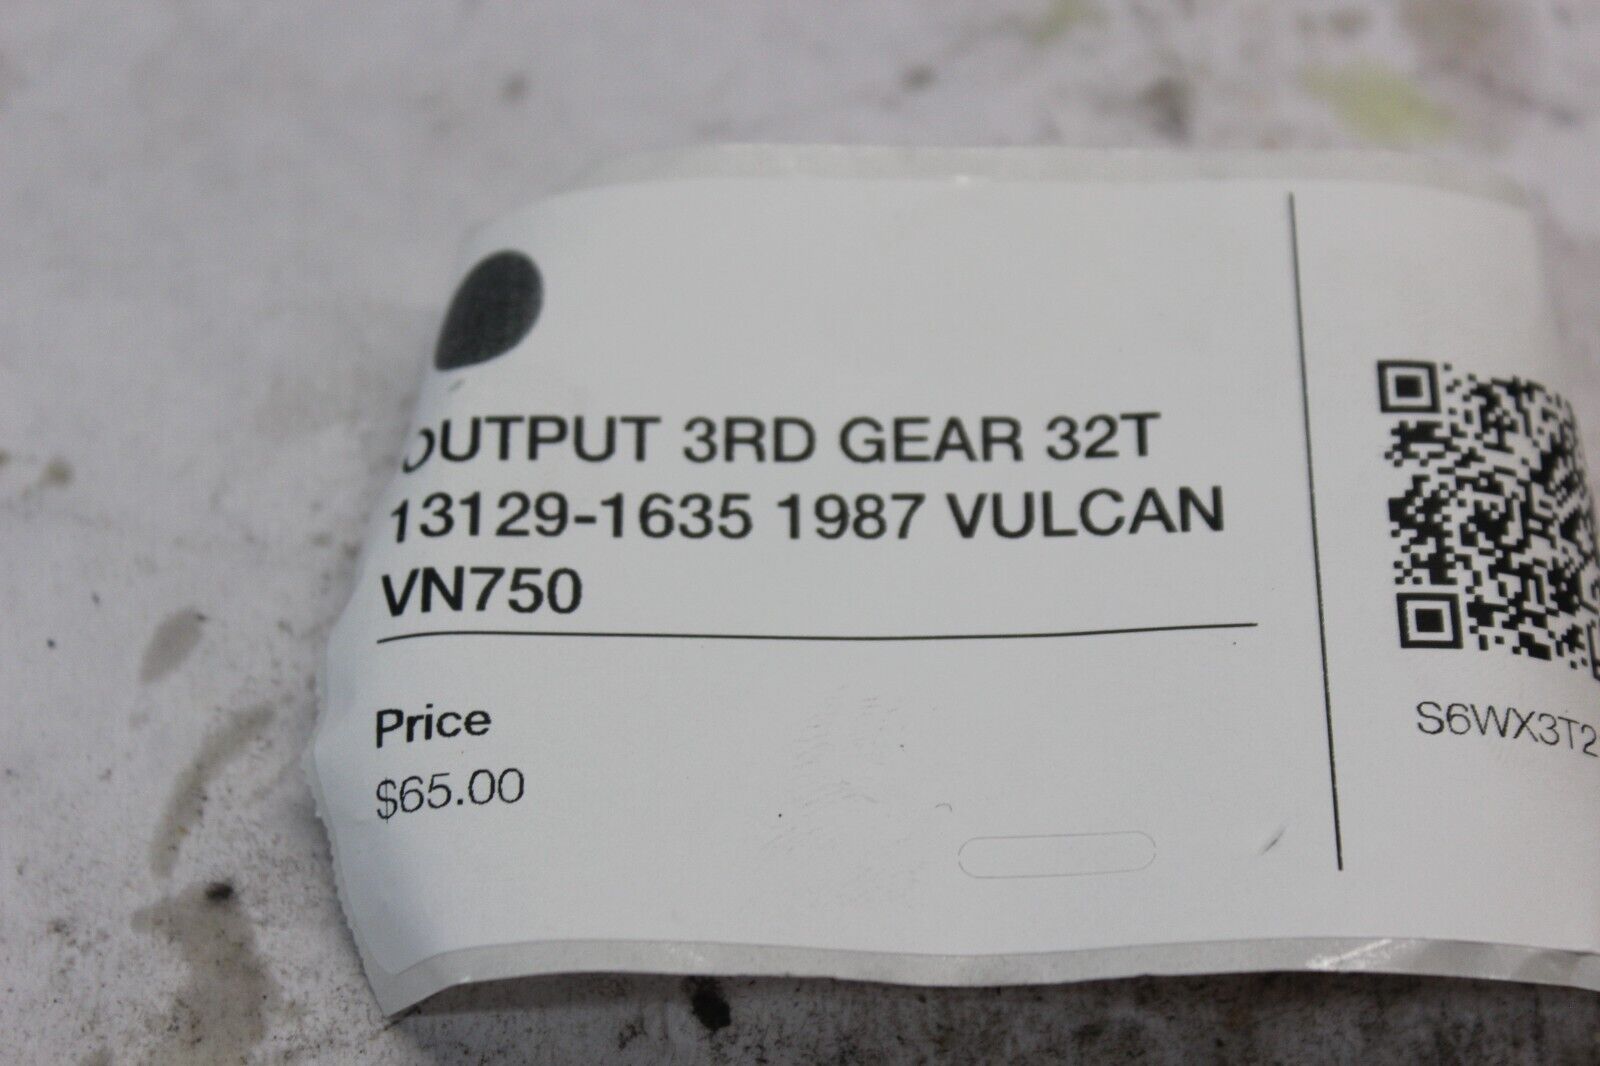 OUTPUT 3RD GEAR 32T
13129-1635 1987 VULCAN
VN750
Price
$65.00
S6WX3T2